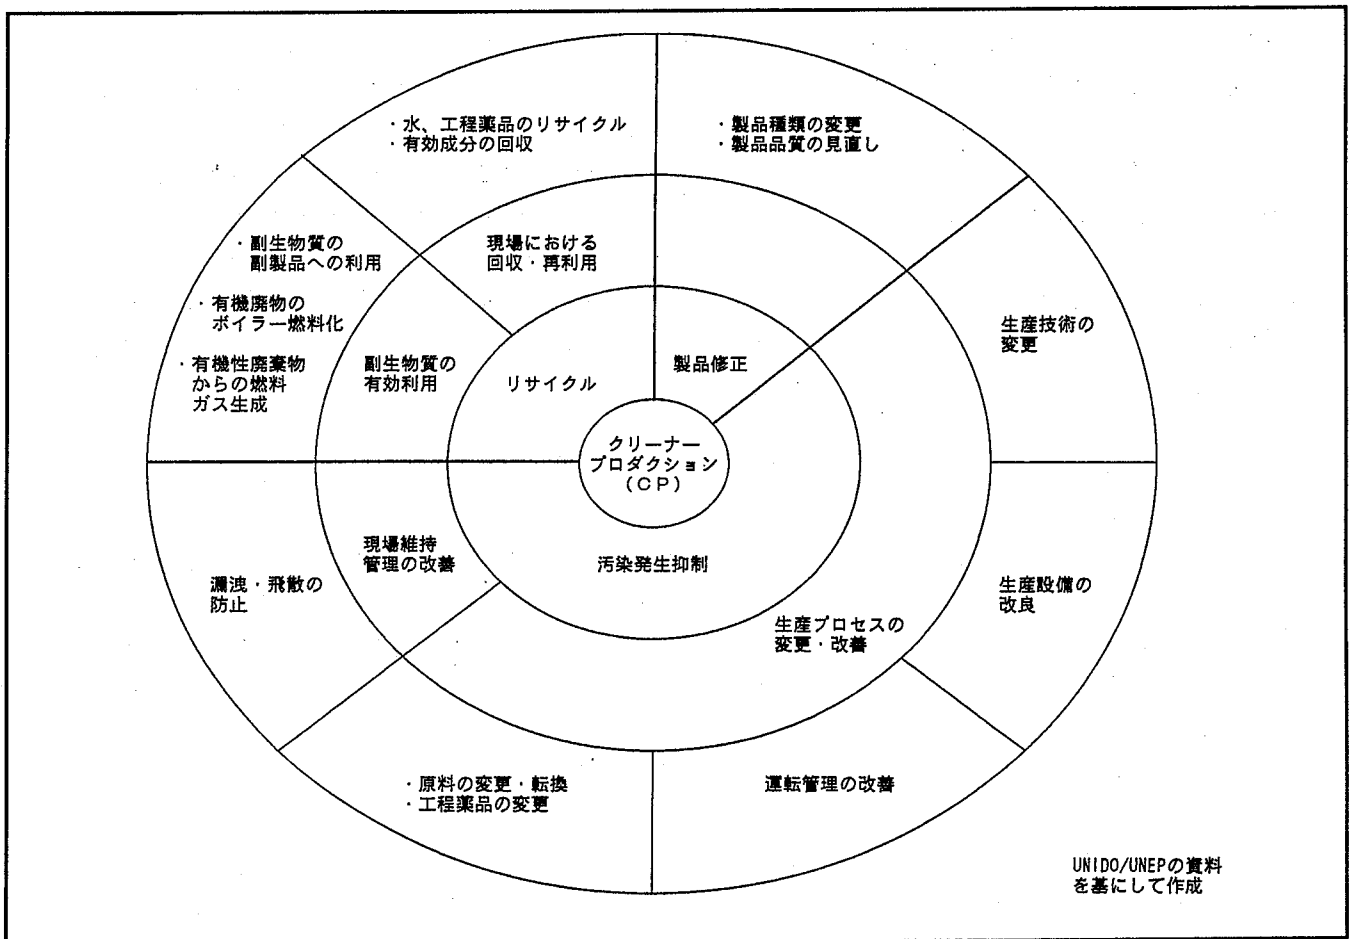 ・水、工程薬品のリサイクル
・有効成分の回収
・製品種類の変更
・製品品質の見直し
・副生物質の
副製品への利用
・有機廃物の
ボイラー燃料化
・有機性廃棄物
からの燃料
ガス生成
現場における
回収・再利用
副生物質の
有効利用
リサイクル
製品修正
生産技術の
変更
クリーナー
プロダクション
(CP)
現場維持
管理の改善
汚染発生抑制
漏洩・飛散の
防止
生産設備の
改良
生産プロセスの
変更・改善
・原料の変更・転換
・工程薬品の変更
運転管理の改善
UNIDO/UNEPの資料
を基にして作成